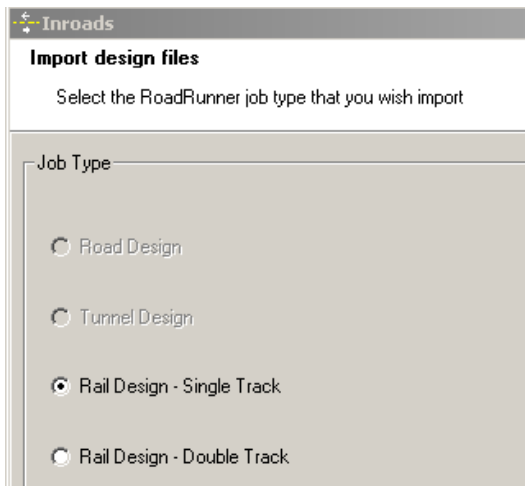 Inroads
Import design files
Select the RoadRunner job type that you wish import
Job Type
Road Design
Tunnel Design
Rail Design - Single Track
Rail Design - Double Track